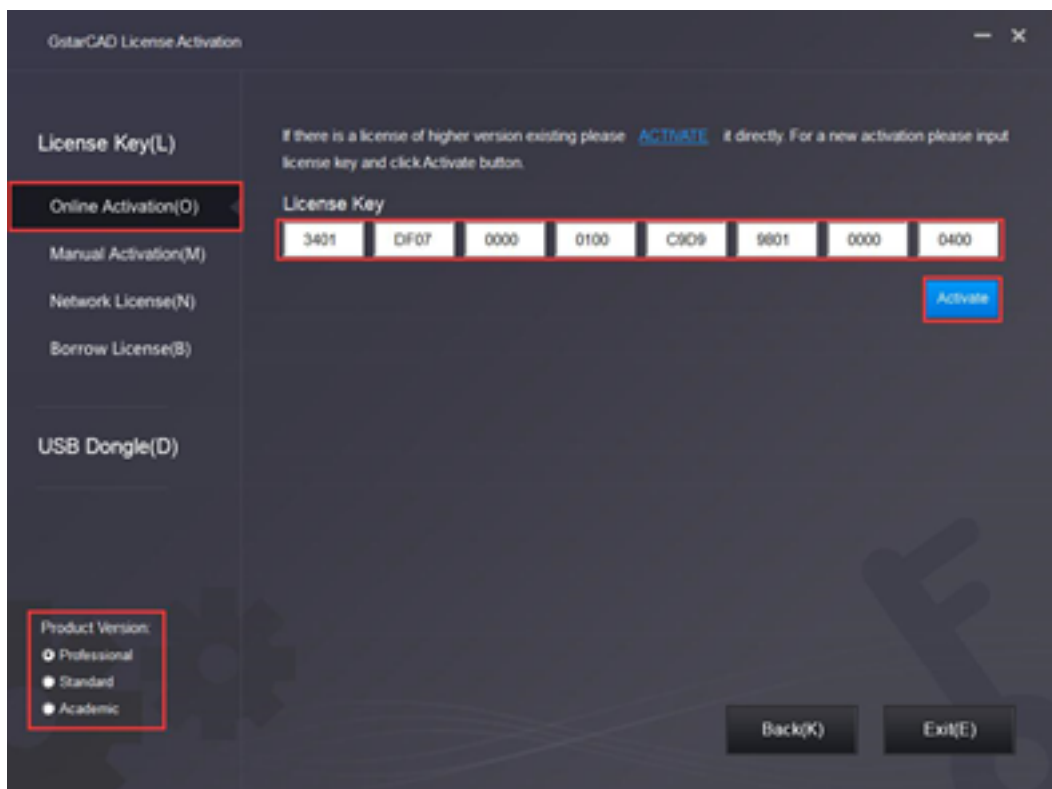 GstarCAD License Activation
License Key(L)
Online Activation(O)
Manual Activation(M)
Network License(N)
Borrow License(B)
USB Dongle(D)
Product Version:
Professional
Standard
Academic
If there is a license of higher version existing please ACTIVATE it directly. For a new activation please input
license key and click Activate button.
License Key
3401 DF07 0000 0100 C9D9 9801 0000 0400
Activate
Back(K) Exit(E)